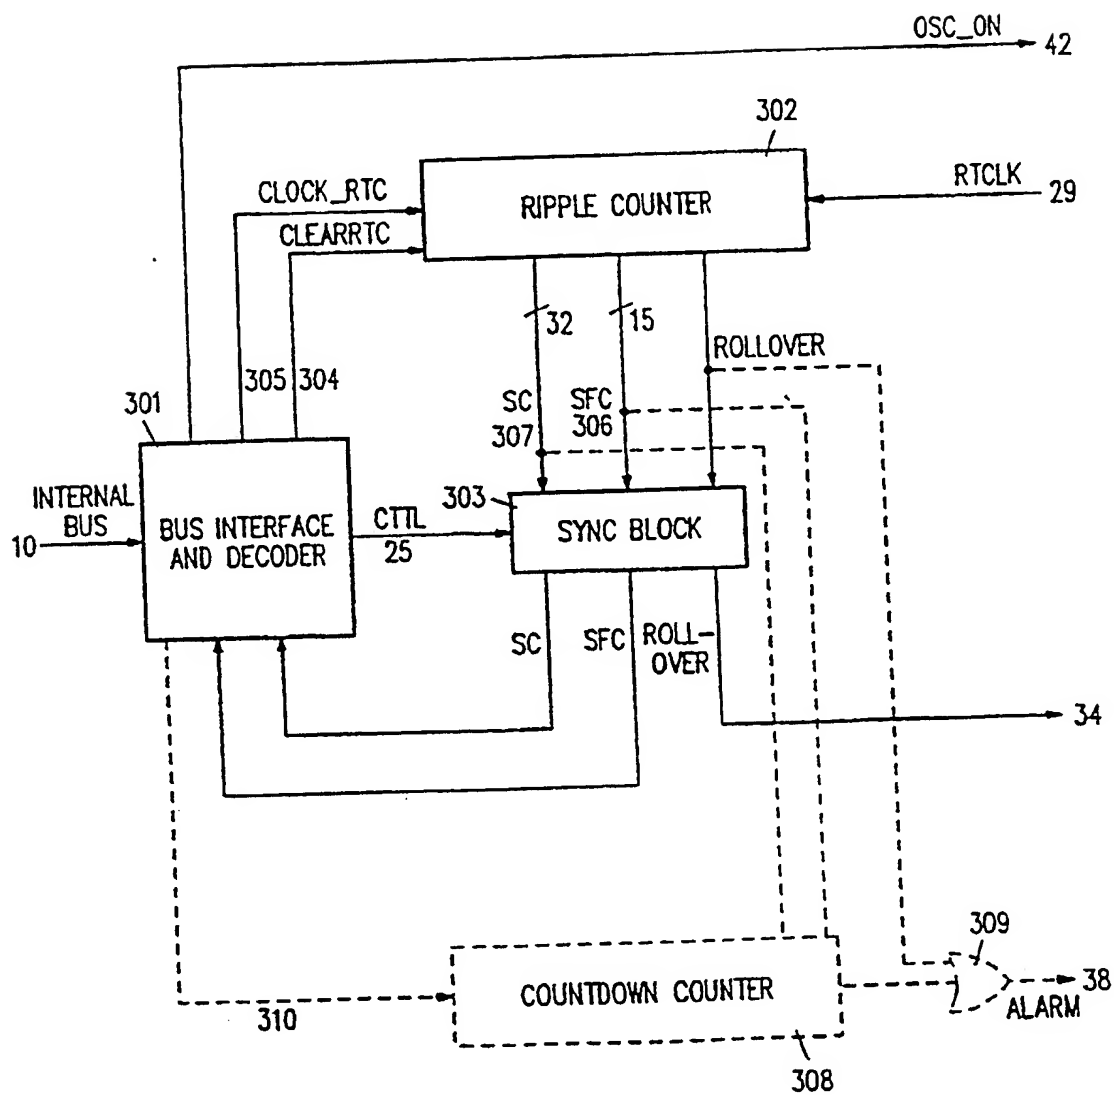 OSC_ON
42
302
CLOCK_RTC
RIPPLE COUNTER
RTCLK
29
CLEARRTC
32
15
ROLLOVER
305
304
301
SC
307
SFC
306
303
INTERNAL
BUS
10
BUS INTERFACE
AND DECODER
CTTL
25
SYNC BLOCK
SC
SFC
ROLL-
OVER
34
309
COUNTDOWN COUNTER
38
ALARM
310
308